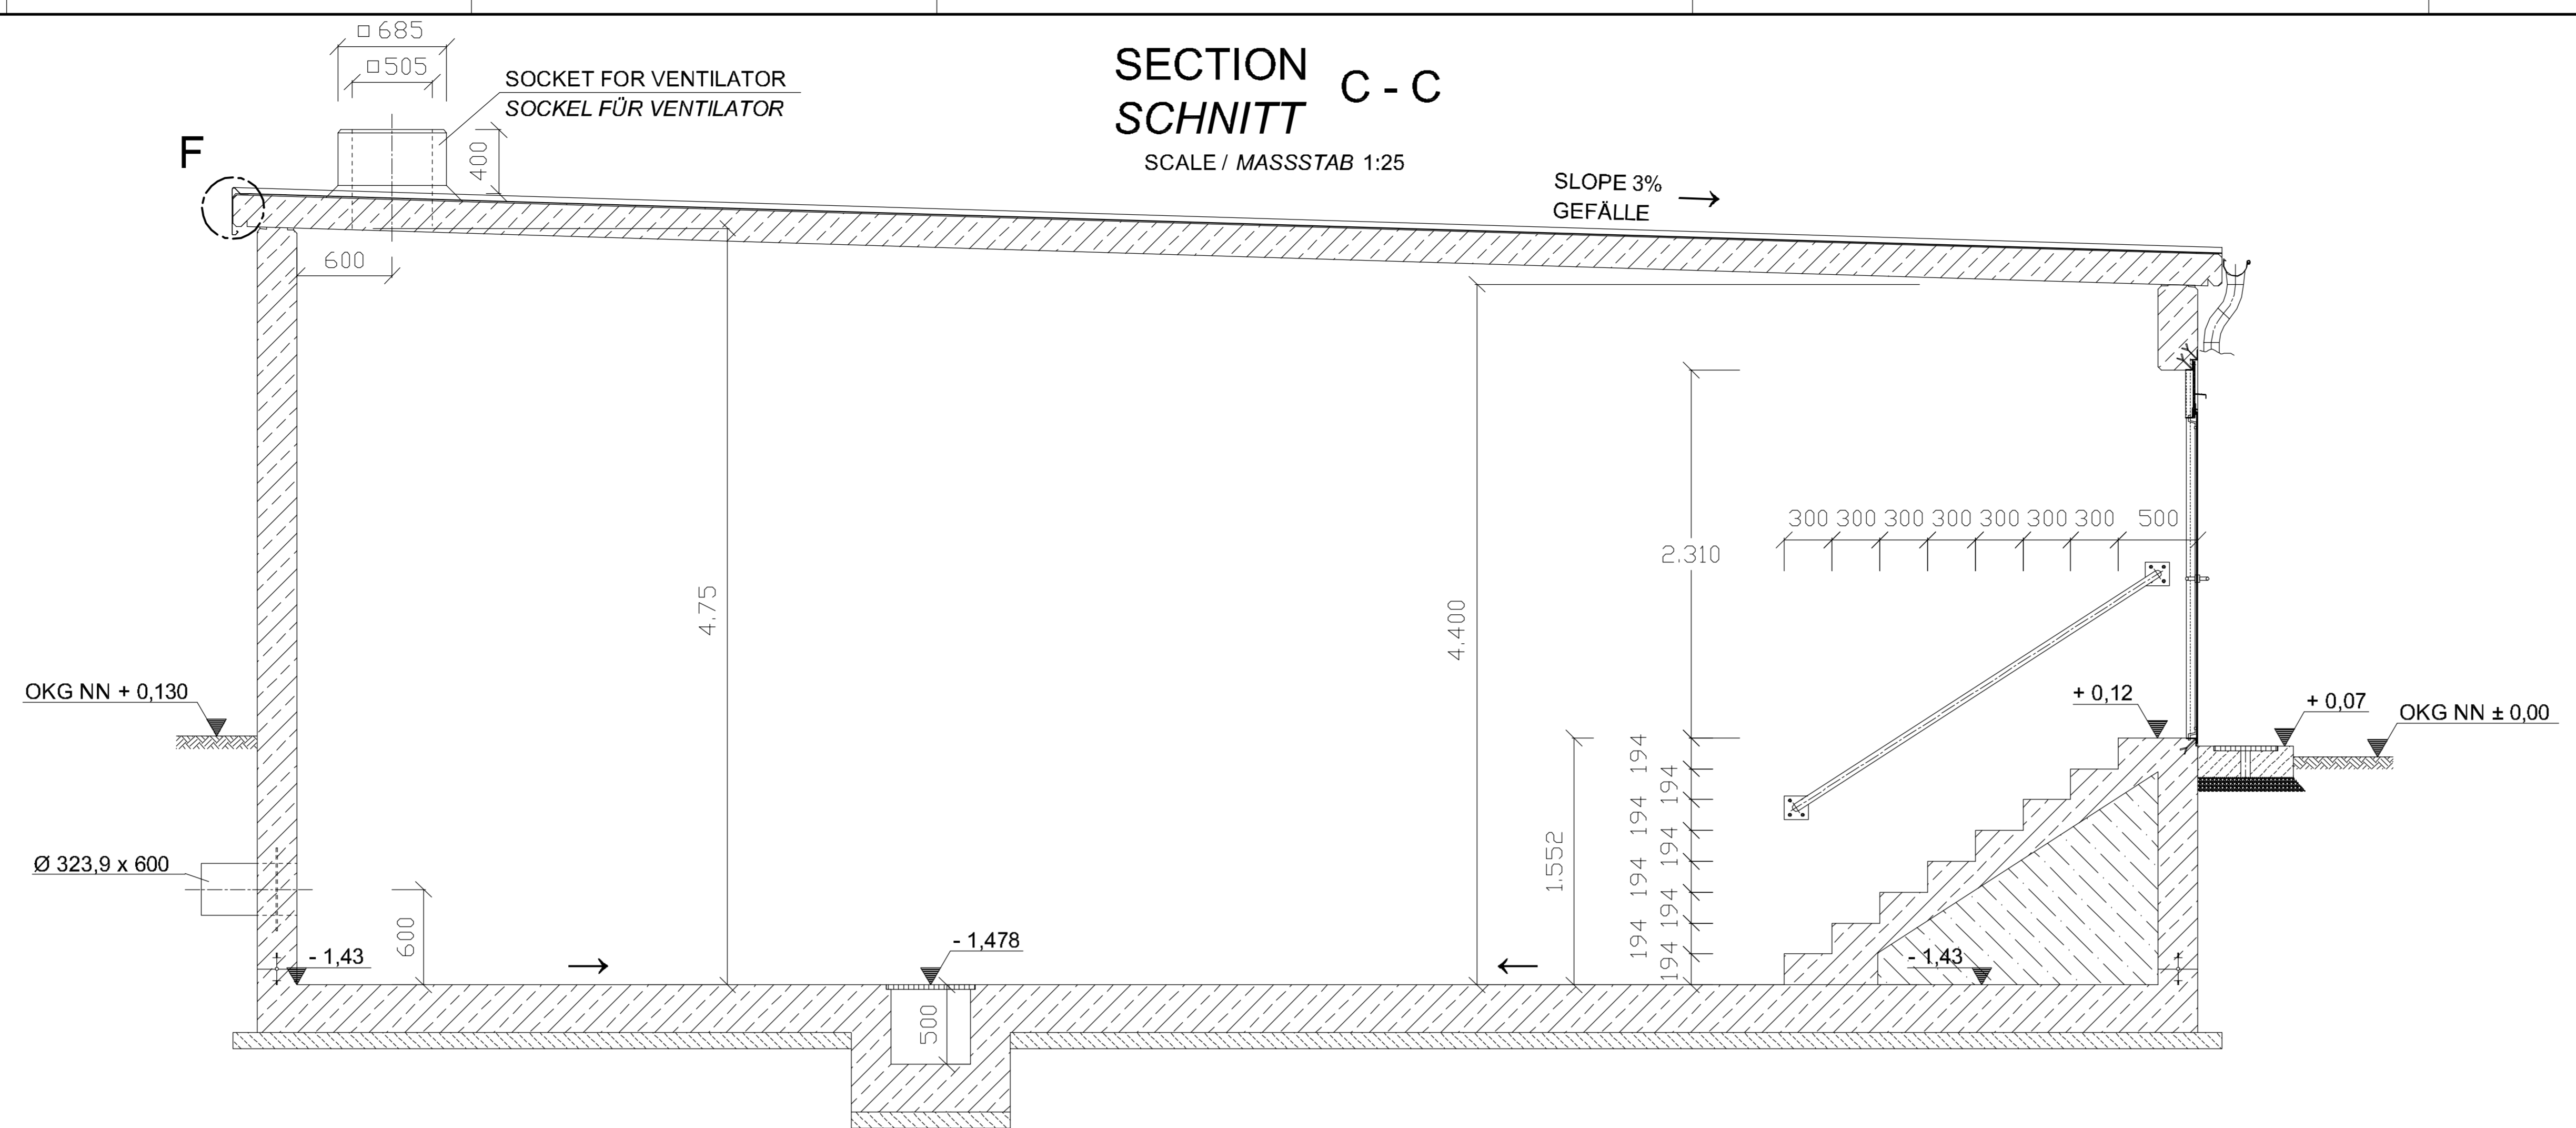 □ 685
□ 505
SOCKET FOR VENTILATOR
SOCKEL FÜR VENTILATOR
400
F
SECTION C - C
SCHNITT
SCALE / MASSSTAB 1:25
SLOPE 3% →
GEFÄLLE
600
4.75
4.400
2.310
300 300 300 300 300 300 300 500
OKG NN + 0,130
+ 0,12
+ 0,07
OKG NN ± 0,00
1.552
194
194
194
194
194
194
194
194
Ø 323,9 x 600
600
- 1,43
→
- 1,478
←
- 1,43
500